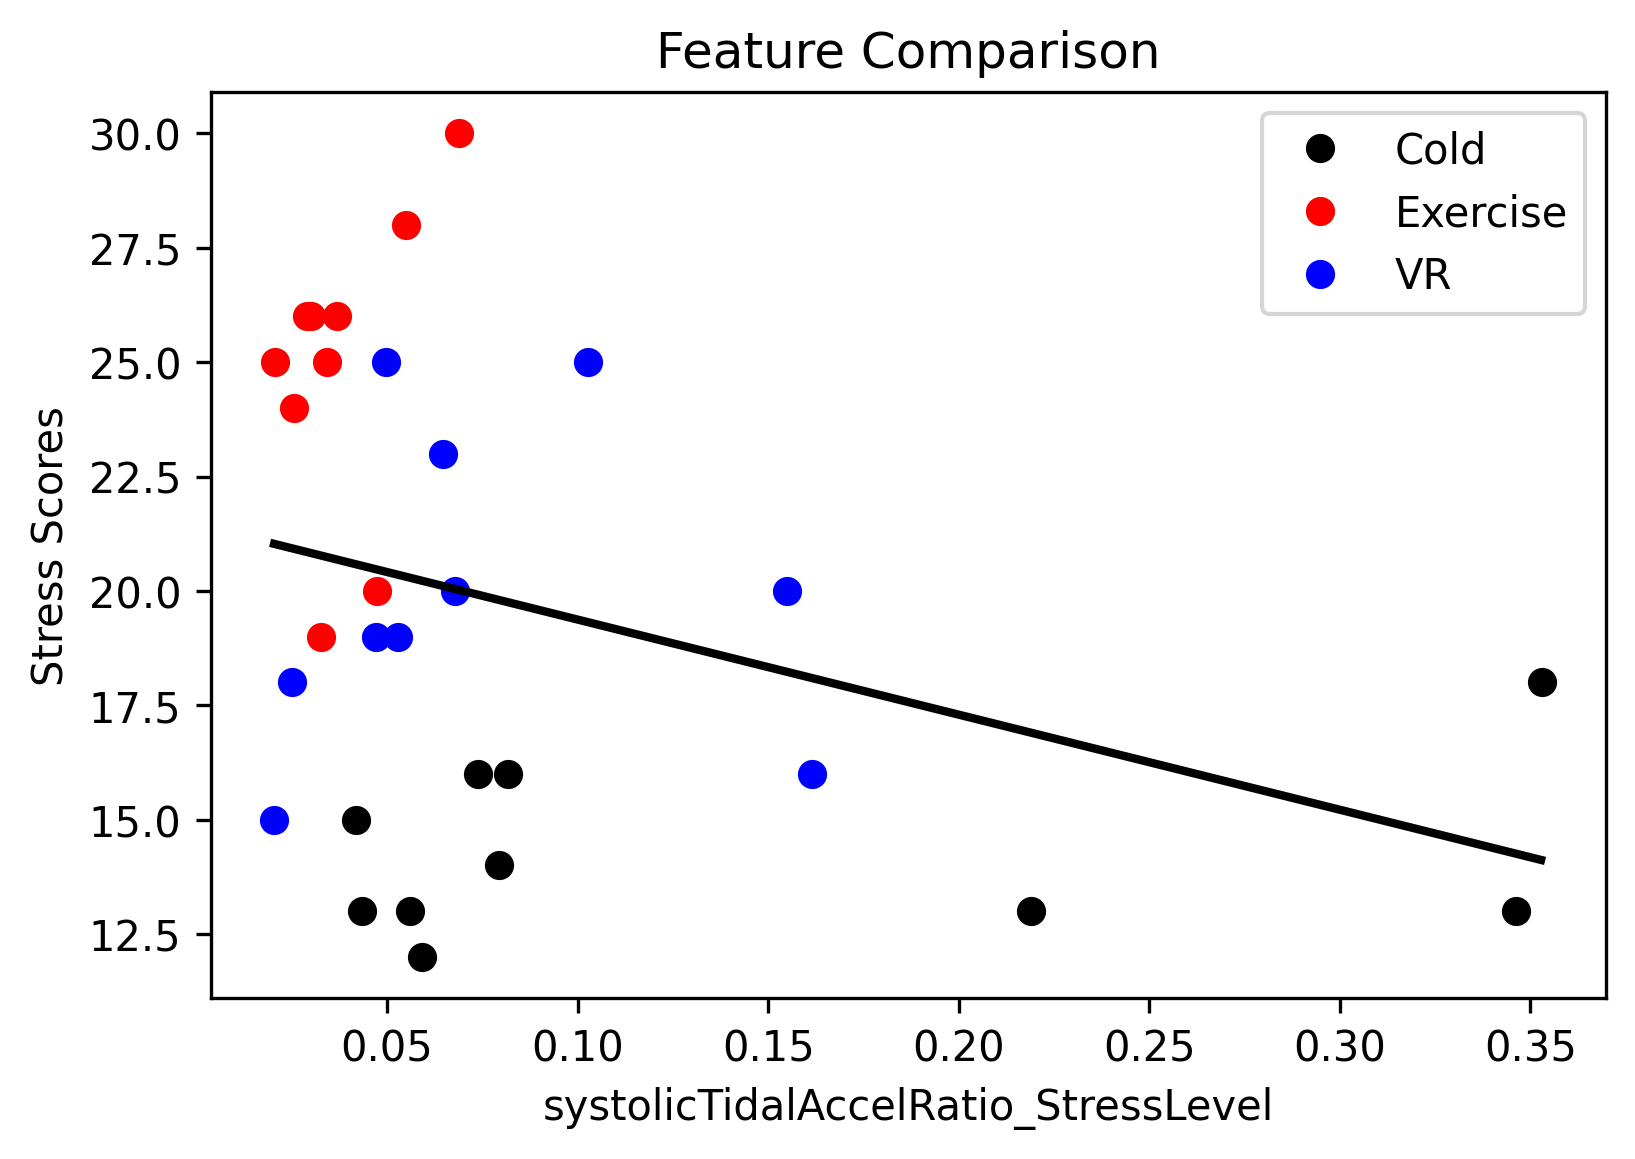 Feature Comparison
Cold
Exercise
VR
Stress Scores
30.0
27.5
25.0
22.5
20.0
17.5
15.0
12.5
0.05 0.10 0.15 0.20 0.25 0.30 0.35
systolicTidalAccelRatio_StressLevel